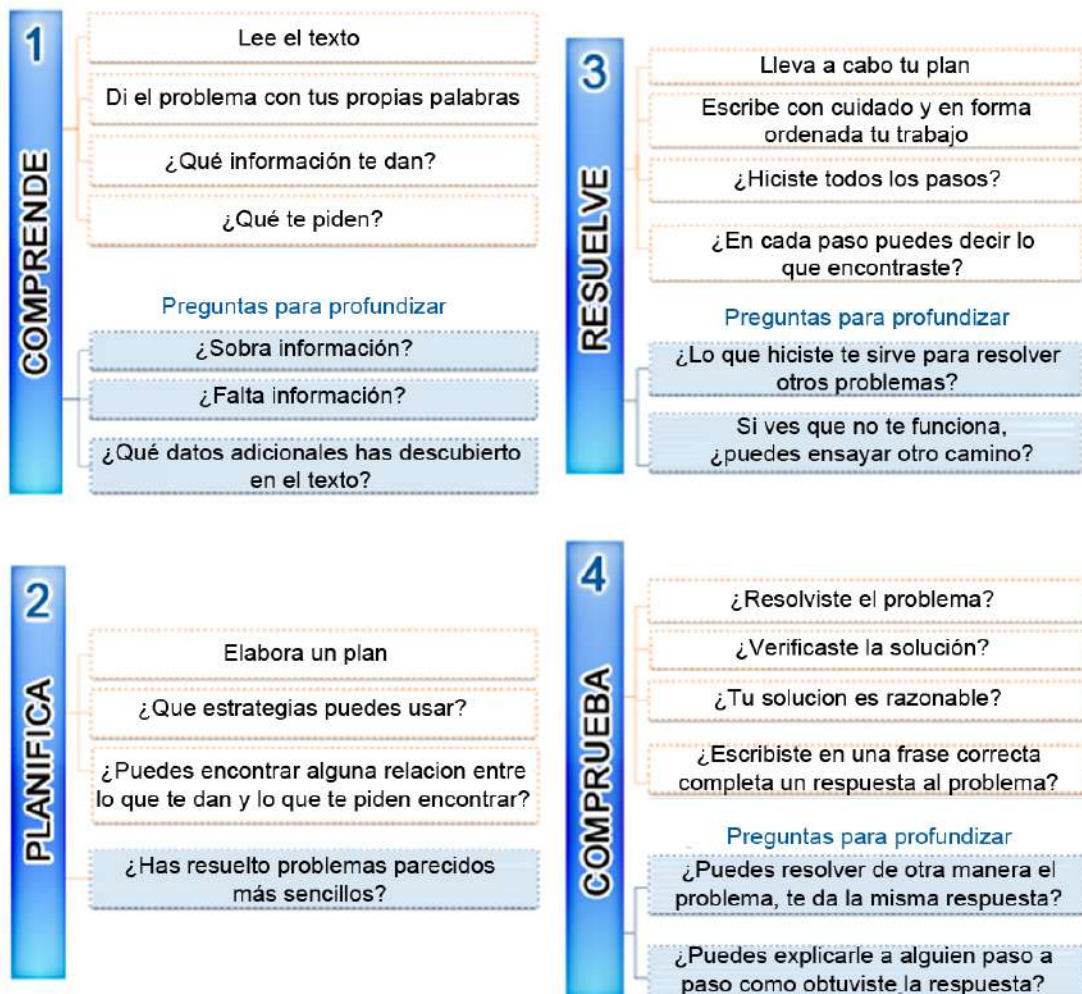 1
COMPRENDE
Lee el texto
Di el problema con tus propias palabras
¿Qué información te dan?
¿Qué te piden?
Preguntas para profundizar
¿Sobra información?
¿Falta información?
¿Qué datos adicionales has descubierto
en el texto?
2
PLANIFICA
Elabora un plan
¿Que estrategias puedes usar?
¿Puedes encontrar alguna relacion entre
lo que te dan y lo que te piden encontrar?
¿Has resuelto problemas parecidos
más sencillos?
3
RESUELVE
Lleva a cabo tu plan
Escribe con cuidado y en forma
ordenada tu trabajo
¿Hiciste todos los pasos?
¿En cada paso puedes decir lo
que encontraste?
Preguntas para profundizar
¿Lo que hiciste te sirve para resolver
otros problemas?
Si ves que no te funciona,
¿puedes ensayar otro camino?
4
COMPRUEBA
¿Resolviste el problema?
¿Verificaste la solución?
¿Tu solucion es razonable?
¿Escribiste en una frase correcta
completa un respuesta al problema?
Preguntas para profundizar
¿Puedes resolver de otra manera el
problema, te da la misma respuesta?
¿Puedes explicarle a alguien paso a
paso como obtuviste la respuesta?